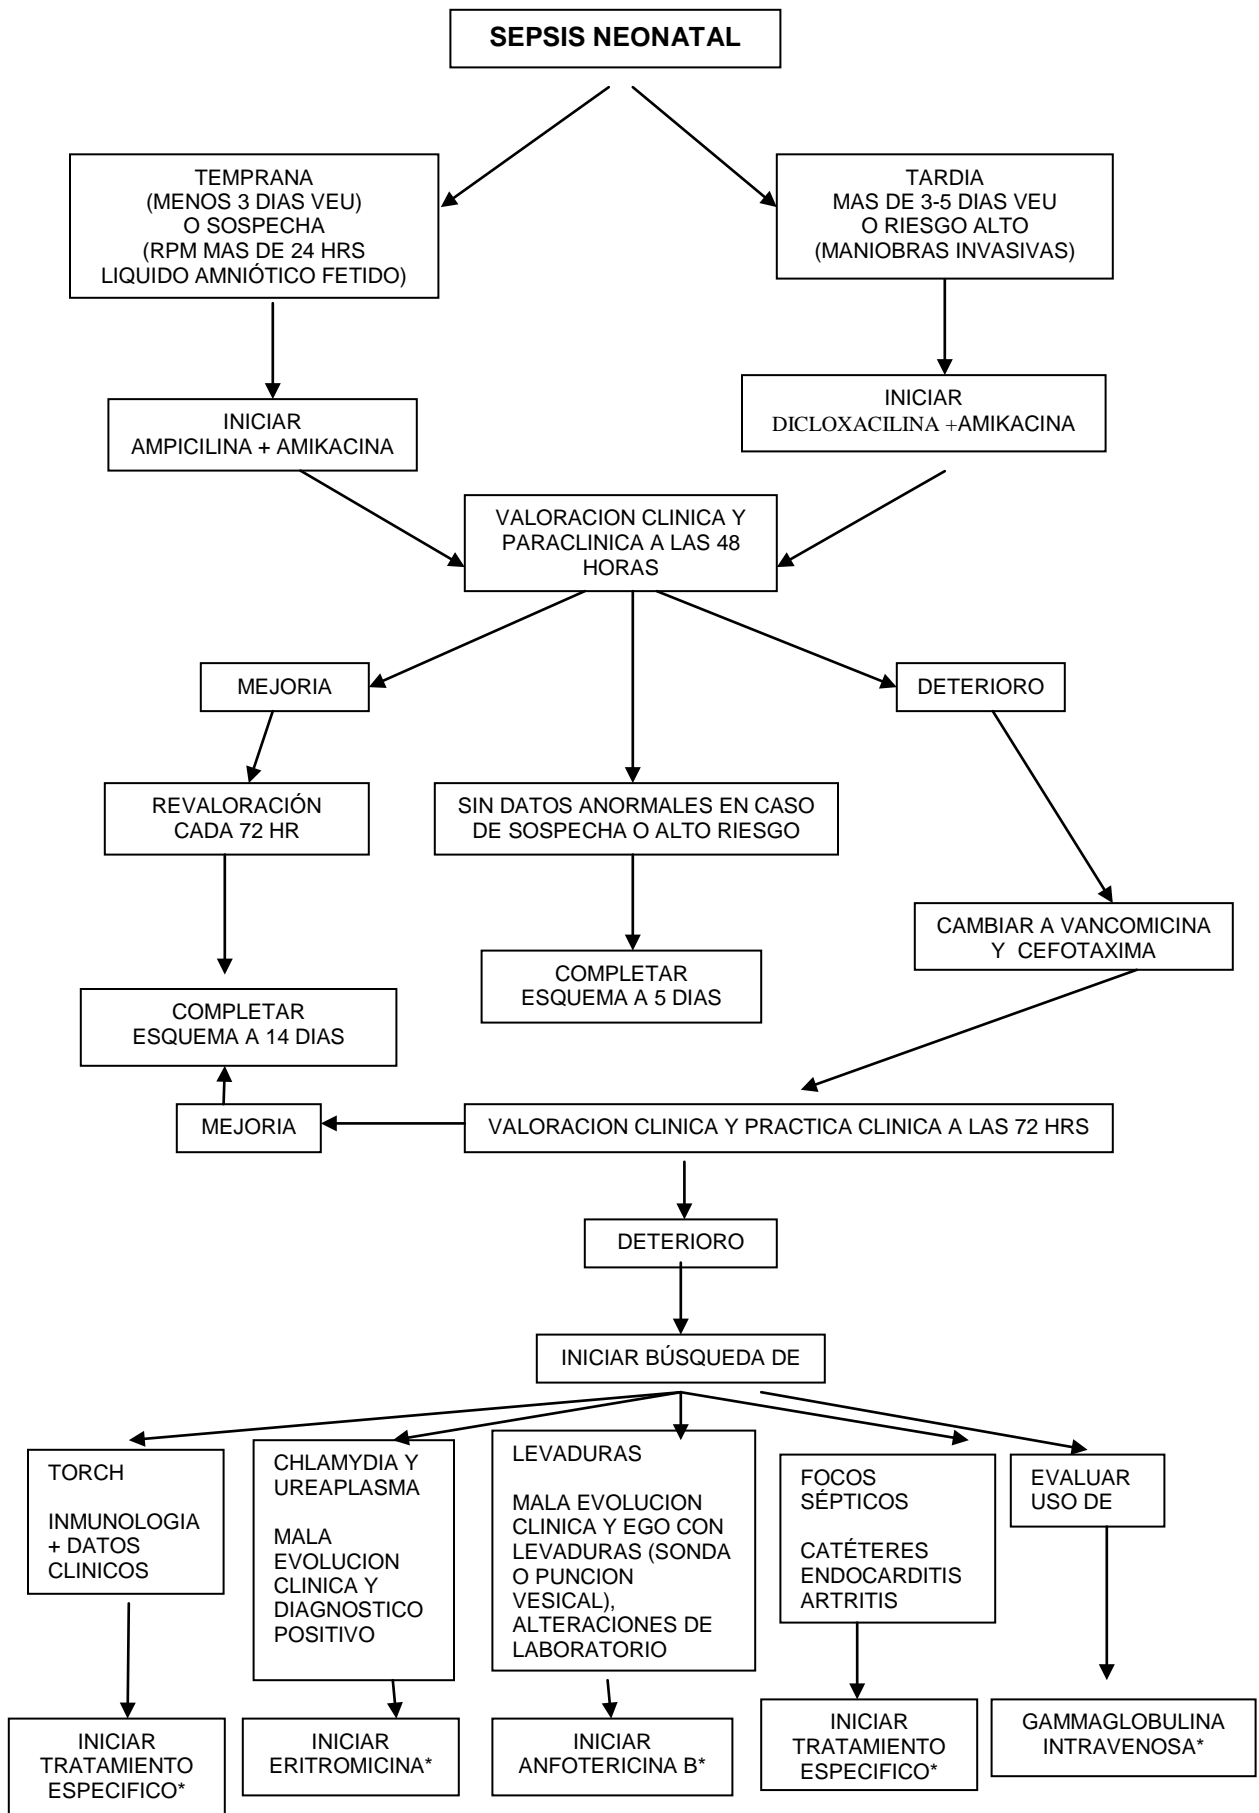 SEPSIS NEONATAL
TEMPRANA
(MENOS 3 DIAS VEU)
O SOSPECHA
(RPM MAS DE 24 HRS
LIQUIDO AMNIÓTICO FETIDO)
TARDIA
MAS DE 3-5 DIAS VEU
O RIESGO ALTO
(MANIOBRAS INVASIVAS)
INICIAR
AMPICILINA + AMIKACINA
INICIAR
DICLOXACILINA +AMIKACINA
VALORACION CLINICA Y
PARACLINICA A LAS 48
HORAS
MEJORIA
DETERIORO
REVALORACIÓN
CADA 72 HR
SIN DATOS ANORMALES EN CASO
DE SOSPECHA O ALTO RIESGO
CAMBIAR A VANCOMICINA
Y CEFOTAXIMA
COMPLETAR
ESQUEMA A 14 DIAS
COMPLETAR
ESQUEMA A 5 DIAS
MEJORIA
VALORACION CLINICA Y PRACTICA CLINICA A LAS 72 HRS
DETERIORO
INICIAR BÚSQUEDA DE
TORCH
INMUNOLOGIA
+ DATOS
CLINICOS
CHLAMYDIA Y
UREAPLASMA
MALA
EVOLUCION
CLINICA Y
DIAGNOSTICO
POSITIVO
LEVADURAS
MALA EVOLUCION
CLINICA Y EGO CON
LEVADURAS (SONDA
O PUNCION
VESICAL),
ALTERACIONES DE
LABORATORIO
FOCOS
SÉPTICOS
CATÉTERES
ENDOCARDITIS
ARTRITIS
EVALUAR
USO DE
INICIAR
TRATAMIENTO
ESPECIFICO*
INICIAR
ERITROMICINA*
INICIAR
ANFOTERICINA B*
INICIAR
TRATAMIENTO
ESPECIFICO*
GAMMAGLOBULINA
INTRAVENOSA*